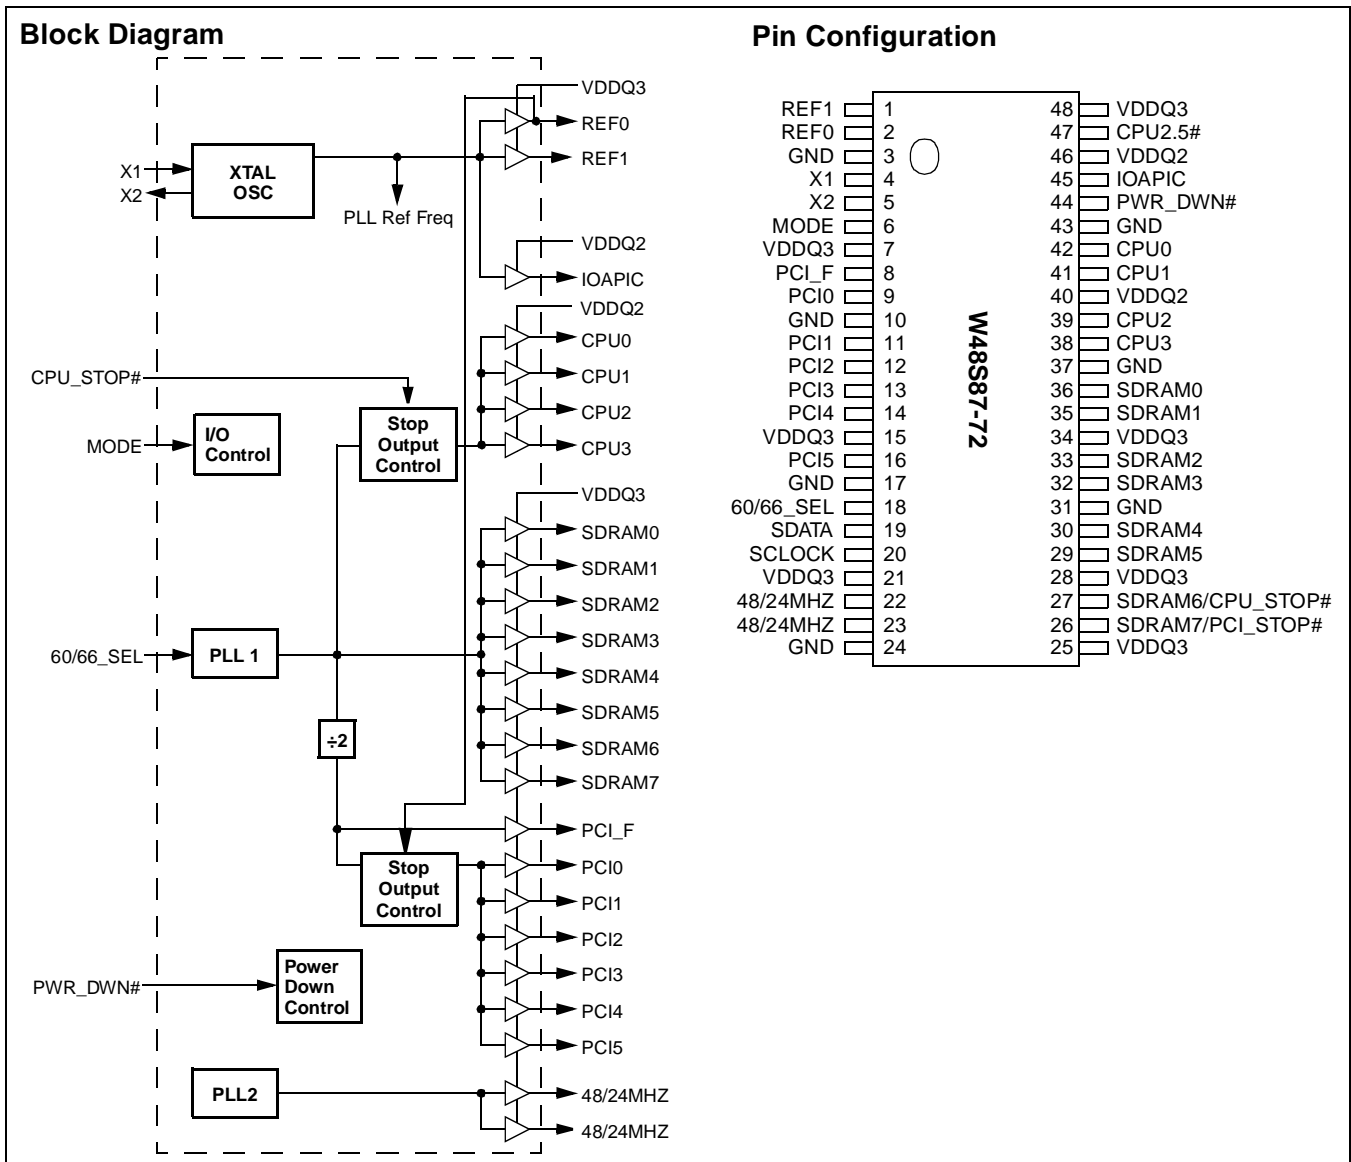 Block Diagram
VDDQ3
REF0
REF1
X1
X2
XTAL
OSC
PLL Ref Freq
VDDQ2
IOAPIC
VDDQ2
CPU0
CPU1
CPU2
CPU3
CPU_STOP#
Stop
Output
Control
MODE
I/O
Control
VDDQ3
SDRAM0
SDRAM1
SDRAM2
SDRAM3
SDRAM4
SDRAM5
SDRAM6
SDRAM7
60/66_SEL
PLL 1
÷2
PCI_F
PCI0
PCI1
PCI2
PCI3
PCI4
PCI5
Stop
Output
Control
PWR_DWN#
Power
Down
Control
PLL2
48/24MHZ
48/24MHZ
Pin Configuration
REF1 1 48 VDDQ3
REF0 2 47 CPU2.5#
GND 3 46 VDDQ2
X1 4 45 IOAPIC
X2 5 44 PWR_DWN#
MODE 6 43 GND
VDDQ3 7 42 CPU0
PCI_F 8 41 CPU1
PCI0 9 40 VDDQ2
GND 10 39 CPU2
PCI1 11 38 CPU3
PCI2 12 37 GND
PCI3 13 36 SDRAM0
PCI4 14 35 SDRAM1
VDDQ3 15 34 VDDQ3
PCI5 16 33 SDRAM2
GND 17 32 SDRAM3
60/66_SEL 18 31 GND
SDATA 19 30 SDRAM4
SCLOCK 20 29 SDRAM5
VDDQ3 21 28 VDDQ3
48/24MHZ 22 27 SDRAM6/CPU_STOP#
48/24MHZ 23 26 SDRAM7/PCI_STOP#
GND 24 25 VDDQ3
W48S87-72